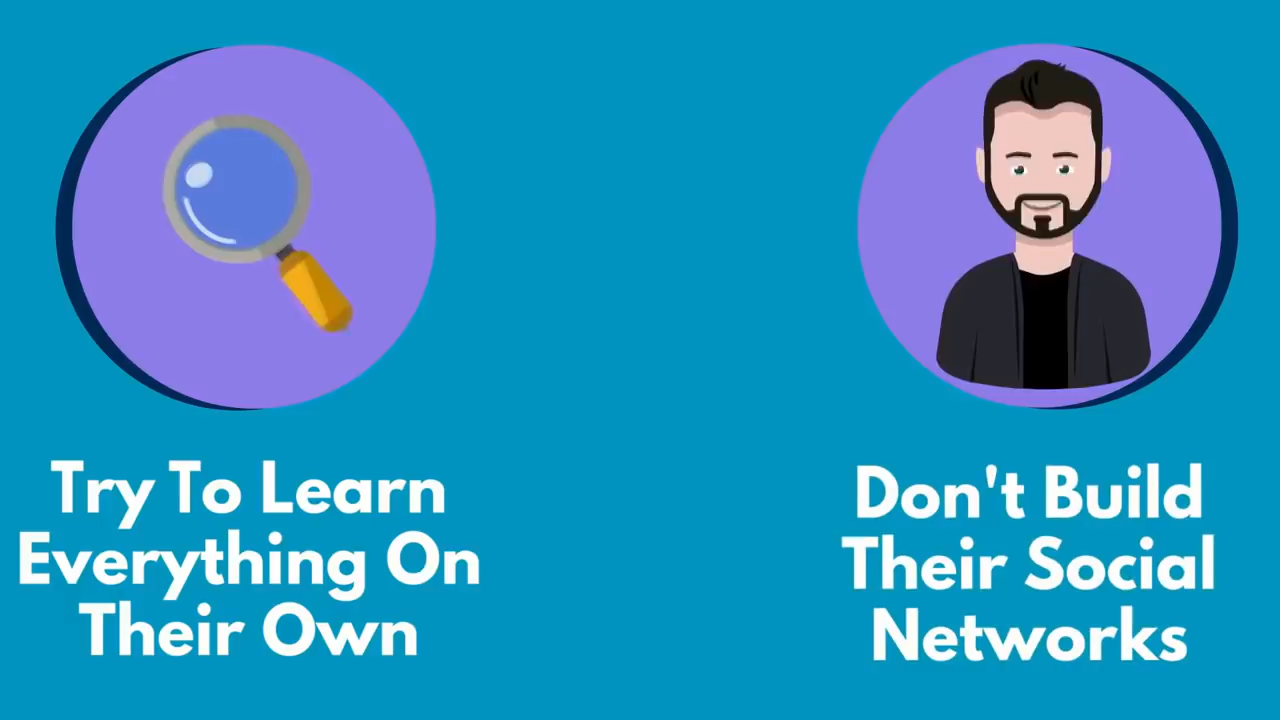 Try To Learn
Everything On
Their Own
Don't Build
Their Social
Networks